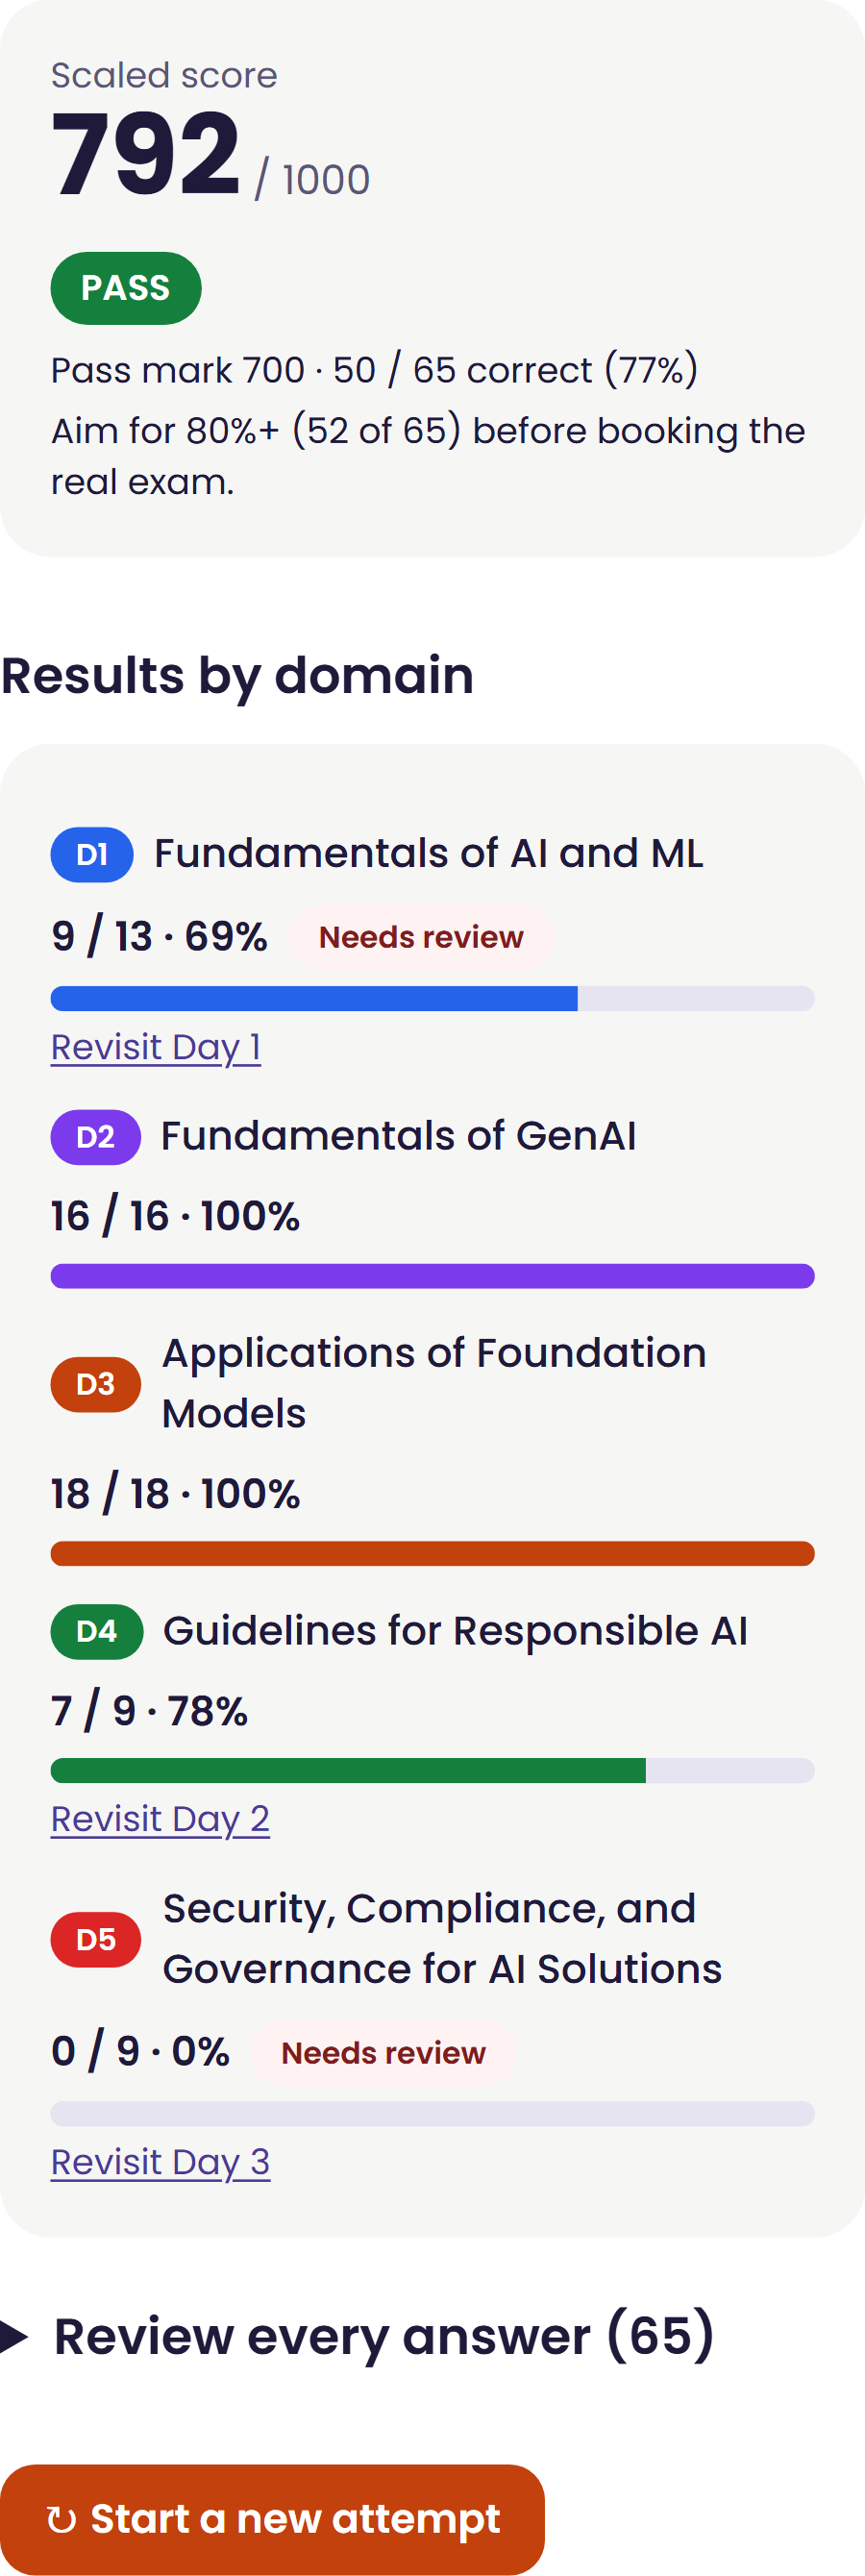 Scaled score
792 / 1000
PASS
Pass mark 700 · 50 / 65 correct (77%)
Aim for 80%+ (52 of 65) before booking the
real exam.
Results by domain
D1 Fundamentals of AI and ML
9 / 13 · 69% Needs review
Revisit Day 1
D2 Fundamentals of GenAI
16 / 16 · 100%
D3 Applications of Foundation
Models
18 / 18 · 100%
D4 Guidelines for Responsible AI
7 / 9 · 78%
Revisit Day 2
D5 Security, Compliance, and
Governance for AI Solutions
0 / 9 · 0% Needs review
Revisit Day 3
▶ Review every answer (65)
↻ Start a new attempt